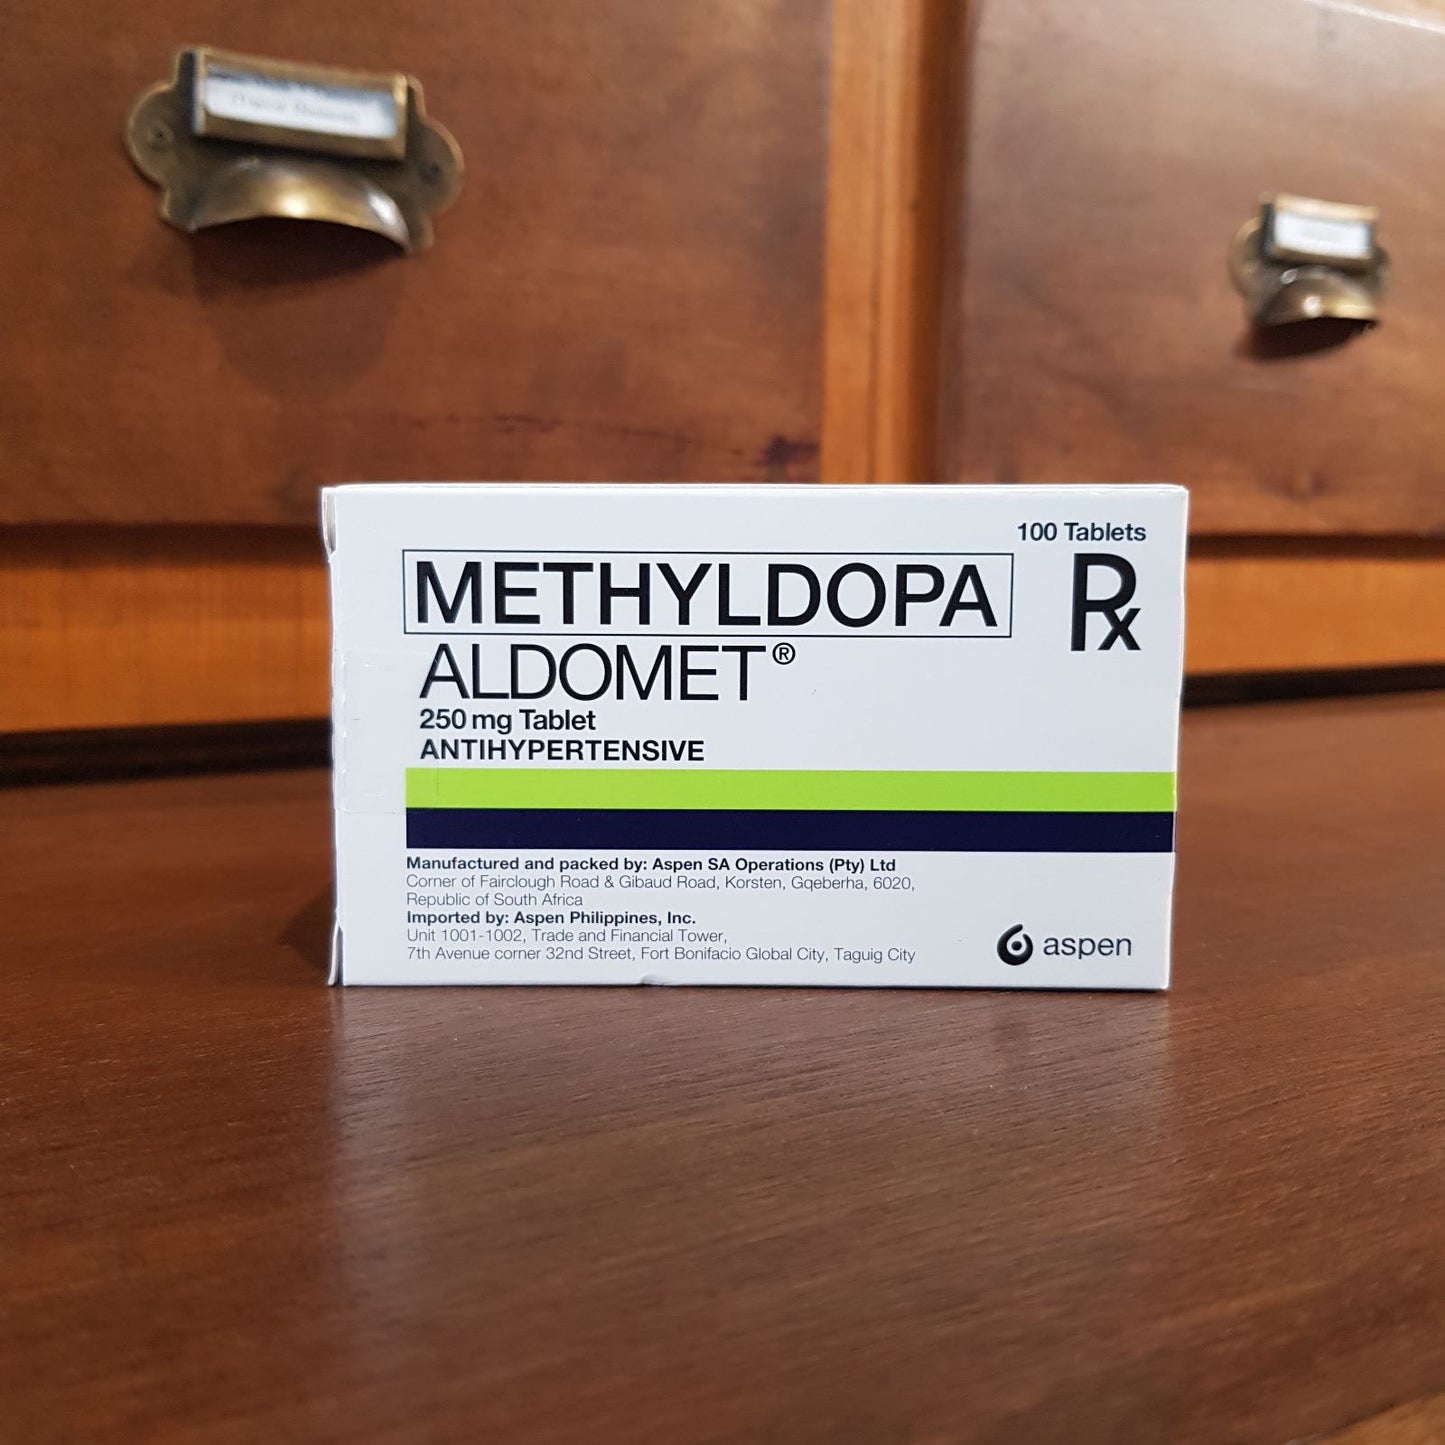 100 Tablets
METHYLDOPA
Rx
ALDOMET®
250 mg Tablet
ANTIHYPERTENSIVE
Manufactured and packed by: Aspen SA Operations (Pty) Ltd
Corner of Fairclough Road & Gibaud Road, Korsten, Gqeberha, 6020,
Republic of South Africa
Imported by: Aspen Philippines, Inc.
Unit 1001-1002, Trade and Financial Tower,
7th Avenue corner 32nd Street, Fort Bonifacio Global City, Taguig City
aspen